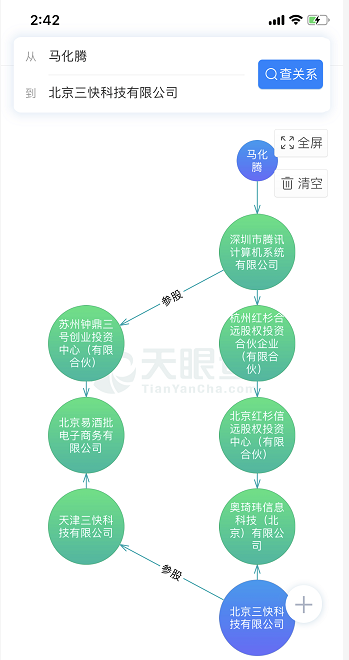 2:42
从
马化腾
到
北京三快科技有限公司
查关系
全屏
清空
马化
腾
深圳市腾讯
计算机系统
有限公司
参股
苏州钟鼎三
号创业投资
中心（有限
合伙）
杭州红杉合
远股权投资
合伙企业
（有限合
伙）
天眼查
TianYanCha.com
北京易酒批
电子商务有
限公司
北京红杉信
远股权投资
中心（有限
合伙）
天津三快科
技有限公司
奥琦玮信息
科技（北
京）有限公
司
参股
北京三快科
技有限公司